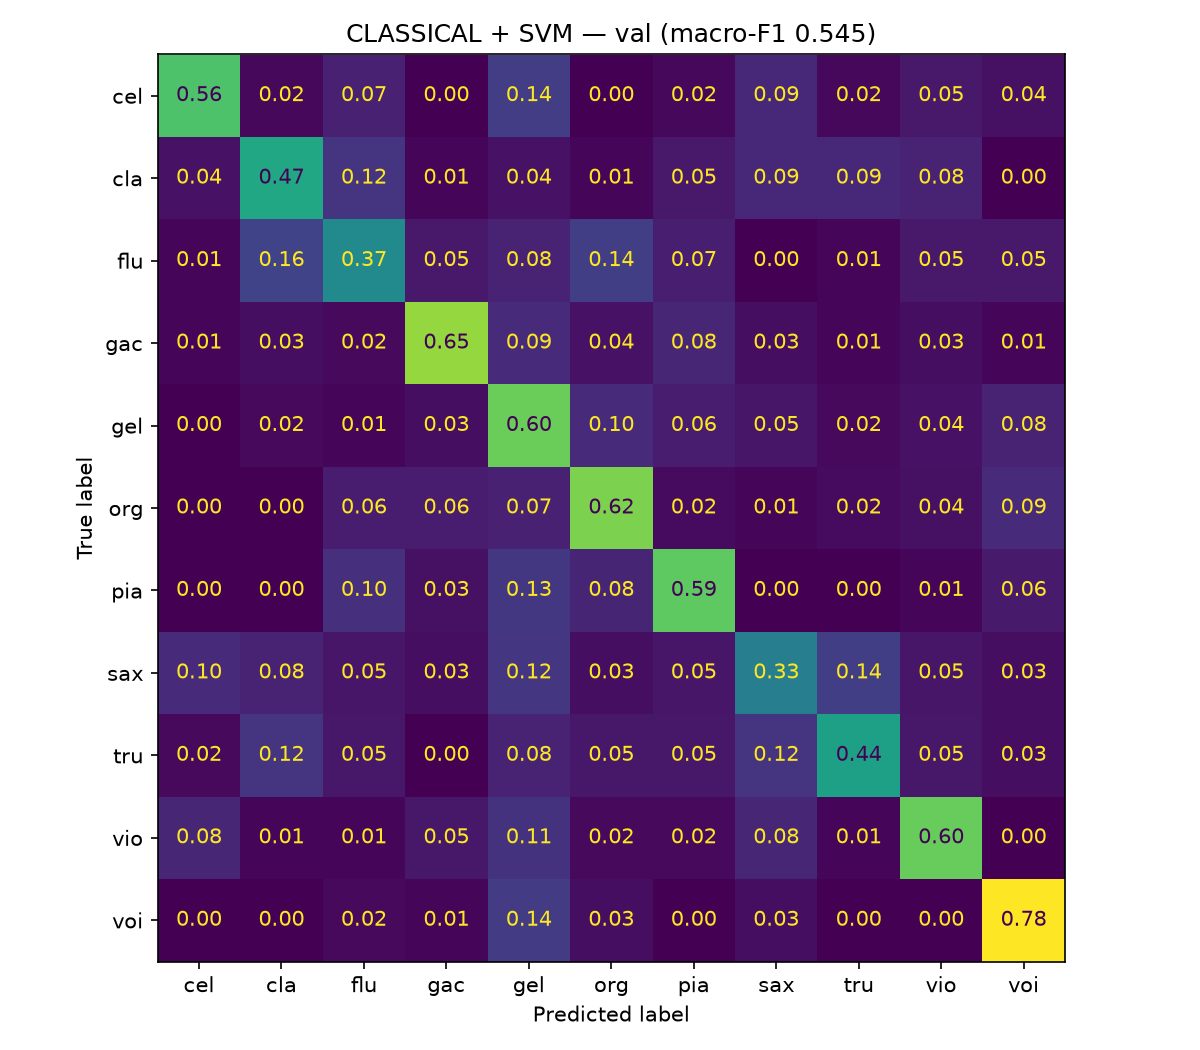 CLASSICAL + SVM — val (macro-F1 0.545)
cel 0.56 0.02 0.07 0.00 0.14 0.00 0.02 0.09 0.02 0.05 0.04
cla 0.04 0.47 0.12 0.01 0.04 0.01 0.05 0.09 0.09 0.08 0.00
flu 0.01 0.16 0.37 0.05 0.08 0.14 0.07 0.00 0.01 0.05 0.05
gac 0.01 0.03 0.02 0.65 0.09 0.04 0.08 0.03 0.01 0.03 0.01
gel 0.00 0.02 0.01 0.03 0.60 0.10 0.06 0.05 0.02 0.04 0.08
org 0.00 0.00 0.06 0.06 0.07 0.62 0.02 0.01 0.02 0.04 0.09
pia 0.00 0.00 0.10 0.03 0.13 0.08 0.59 0.00 0.00 0.01 0.06
sax 0.10 0.08 0.05 0.03 0.12 0.03 0.05 0.33 0.14 0.05 0.03
tru 0.02 0.12 0.05 0.00 0.08 0.05 0.05 0.12 0.44 0.05 0.03
vio 0.08 0.01 0.01 0.05 0.11 0.02 0.02 0.08 0.01 0.60 0.00
voi 0.00 0.00 0.02 0.01 0.14 0.03 0.00 0.03 0.00 0.00 0.78
True label
cel cla flu gac gel org pia sax tru vio voi
Predicted label